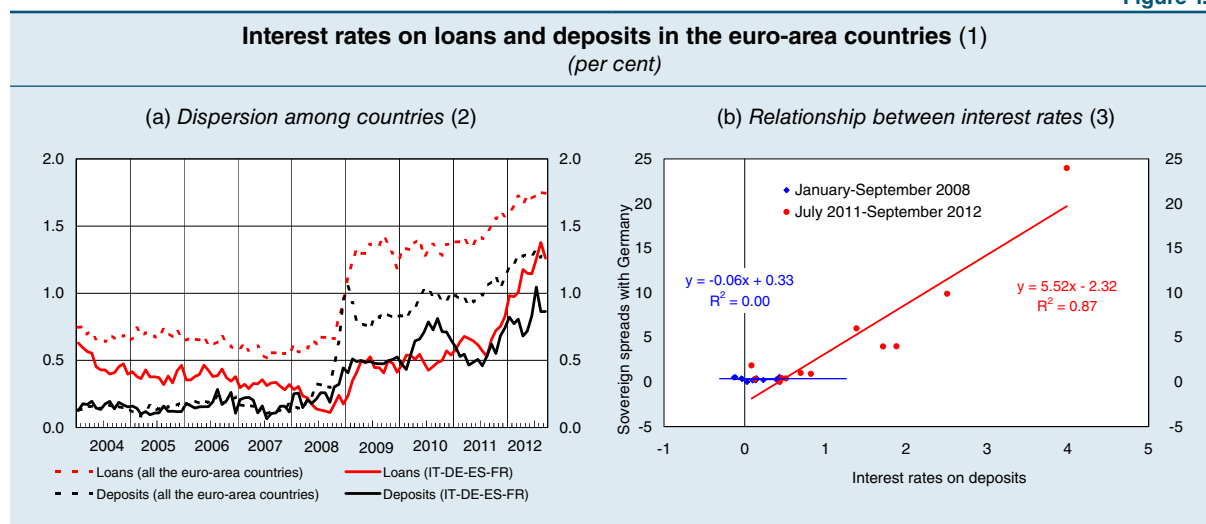 Interest rates on loans and deposits in the euro-area countries (1)
(per cent)
(a) Dispersion among countries (2)
2.0 2.0
1.5 1.5
1.0 1.0
0.5 0.5
0.0 0.0
2004 2005 2006 2007 2008 2009 2010 2011 2012
Loans (all the euro-area countries) Loans (IT-DE-ES-FR)
Deposits (all the euro-area countries) Deposits (IT-DE-ES-FR)
(b) Relationship between interest rates (3)
Sovereign spreads with Germany
25 25
20 20
15 15
10 10
5 5
0 0
-5 -5
January-September 2008
July 2011-September 2012
y = -0.06x + 0.33
R² = 0.00
y = 5.52x - 2.32
R² = 0.87
-1 0 1 2 3 4 5
Interest rates on deposits